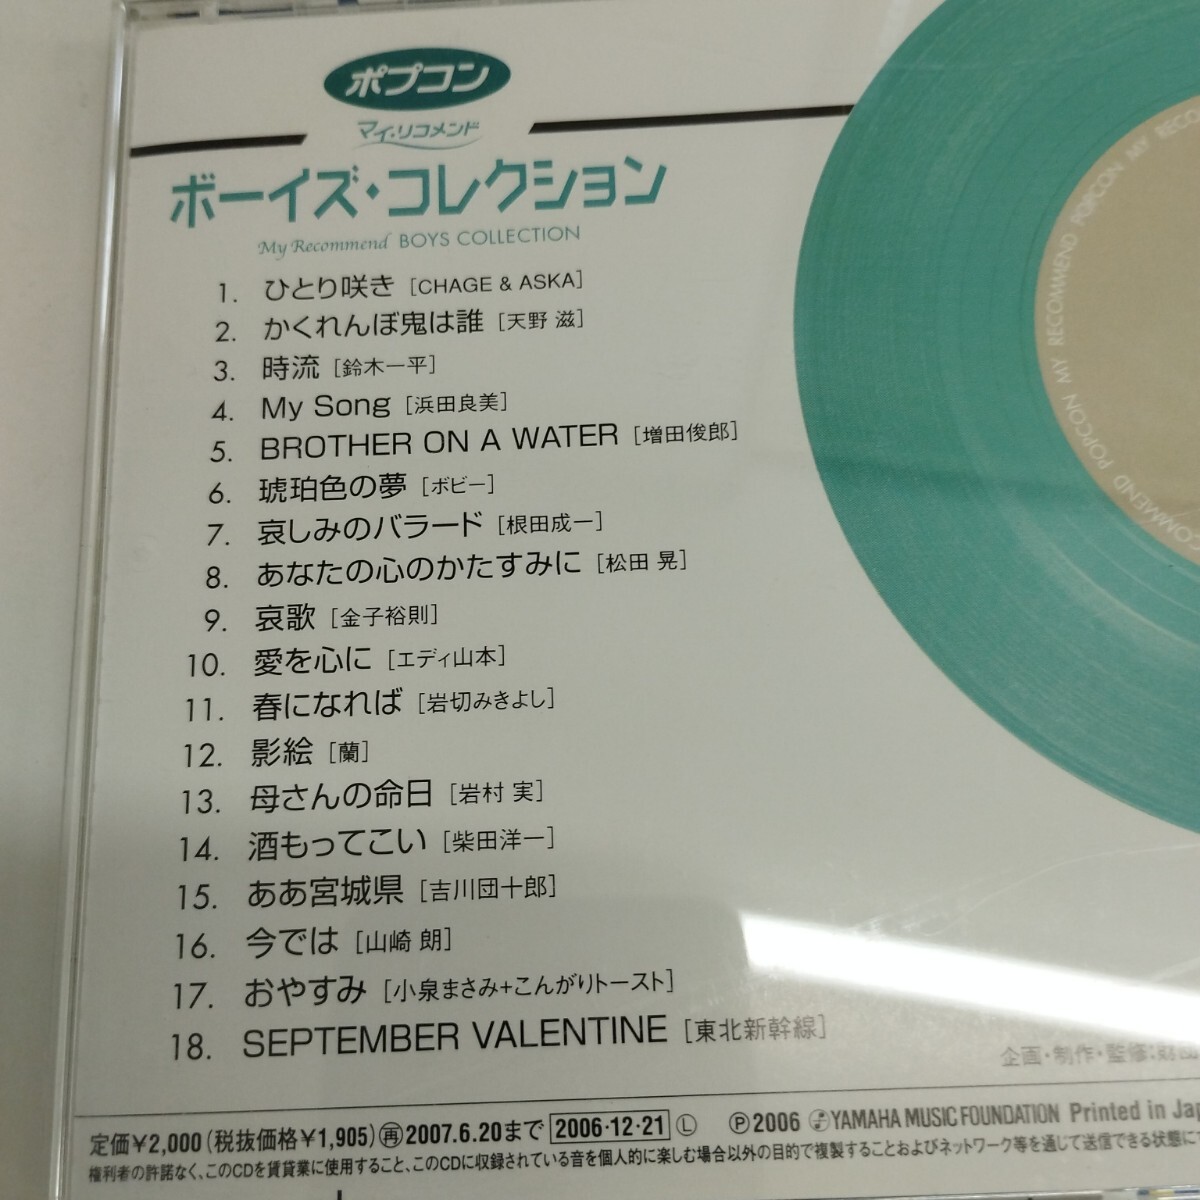 ポプコン
マイ・リコメンド
ボーイズ・コレクション
My Recommend BOYS COLLECTION
1. ひとり咲き [CHAGE & ASKA]
2. かくれんぼ鬼は誰 [天野 滋]
3. 時流 [鈴木一平]
4. My Song [浜田良美]
5. BROTHER ON A WATER [増田俊郎]
6. 琥珀色の夢 [ボビー]
7. 哀しみのバラード [根田成一]
8. あなたの心のかたすみに [松田 晃]
9. 哀歌 [金子裕則]
10. 愛を心に [エディ山本]
11. 春になれば [岩切みきよし]
12. 影絵 [蘭]
13. 母さんの命日 [岩村 実]
14. 酒もってこい [柴田洋一]
15. ああ宮城県 [吉川団十郎]
16. 今では [山崎 朗]
17. おやすみ [小泉まさみ+こんがりトースト]
18. SEPTEMBER VALENTINE [東北新幹線]
MY RECOMMEND POPCON MY RECOMMEND POPCON MY
企画・制作・監修:財団
定価¥2,000(税抜価格¥1,905)再2007.6.20まで 2006・12・21 Ⓛ Ⓟ2006 YAMAHA MUSIC FOUNDATION Printed in Jap
権利者の許諾なく、このCDを賃貸業に使用すること、このCDに収録されている音を個人的に楽しむ場合以外の目的で複製することおよびネットワーク等を通じて送信できる状態に